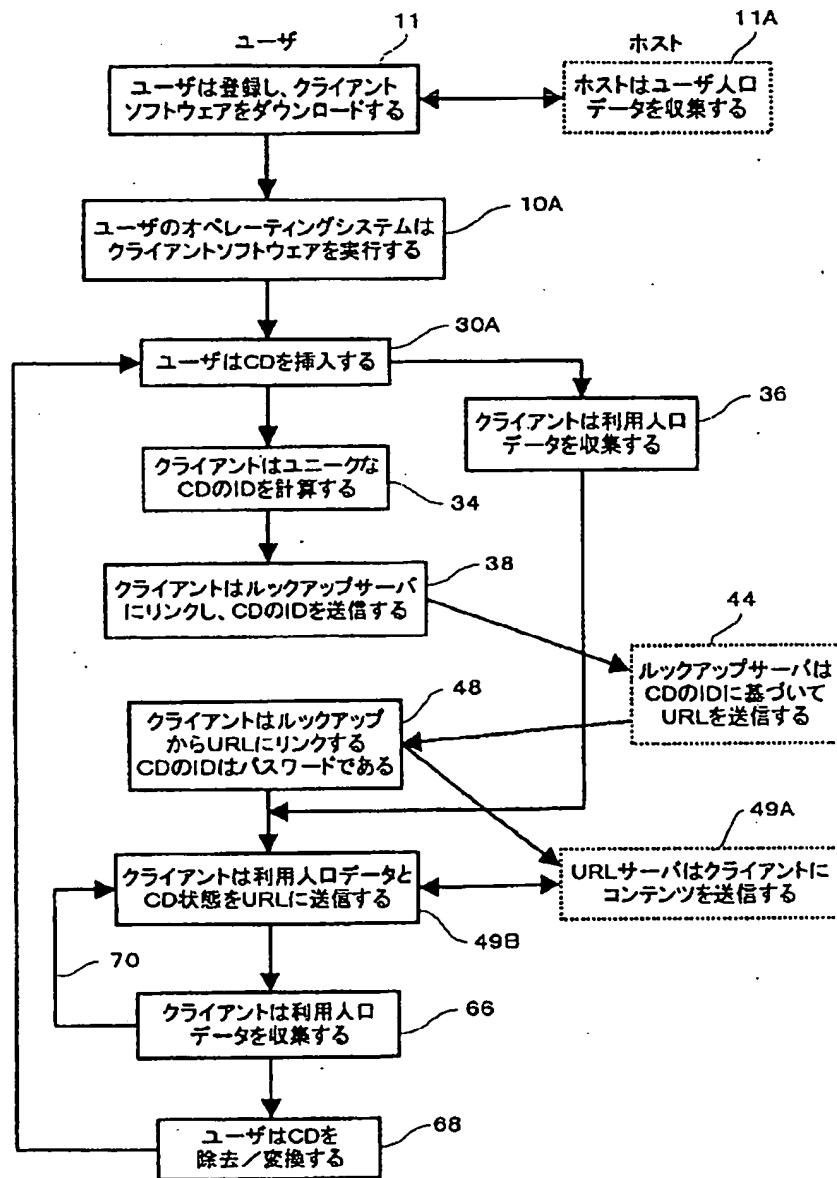 ユーザ
11
ホスト
11A
ユーザは登録し、クライアント
ソフトウェアをダウンロードする
ホストはユーザ人口
データを収集する
10A
ユーザのオペレーティングシステムは
クライアントソフトウェアを実行する
30A
ユーザはCDを挿入する
36
クライアントは利用人口
データを収集する
クライアントはユニークな
CDのIDを計算する
34
38
クライアントはルックアップサーバ
にリンクし、CDのIDを送信する
44
ルックアップサーバは
CDのIDに基づいて
URLを送信する
48
クライアントはルックアップ
からURLにリンクする
CDのIDはパスワードである
49A
URLサーバはクライアントに
コンテンツを送信する
クライアントは利用人口データと
CD状態をURLに送信する
49B
70
クライアントは利用人口
データを収集する
66
ユーザはCDを
除去/変換する
68